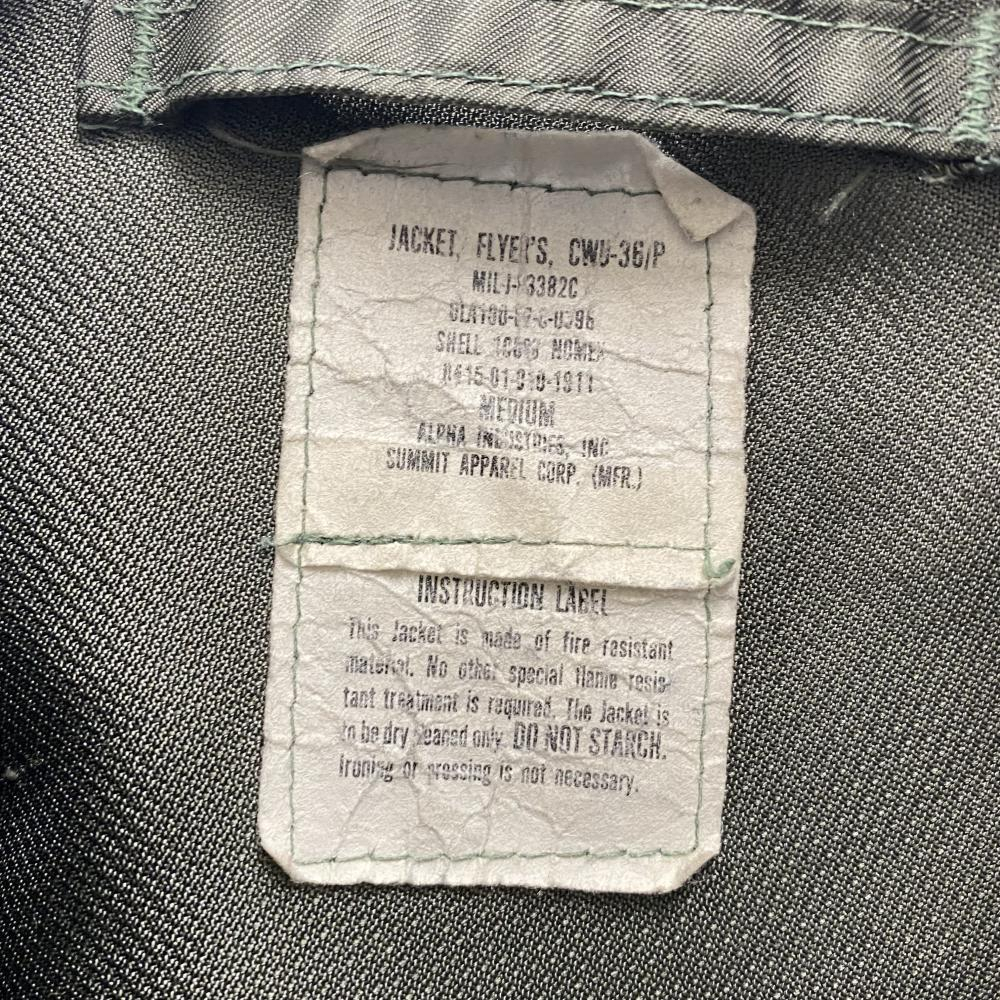 JACKET, FLYER'S, CWU-36/P
MIL-J-83382C
SHELL NOMEX
MEDIUM
ALPHA INDUSTRIES, INC
SUMMIT APPAREL CORP. (MFR.)
INSTRUCTION LABEL
This Jacket is made of fire resistant
material. No other special flame resis-
tant treatment is required. The Jacket is
to be dry cleaned only. DO NOT STARCH.
Ironing or pressing is not necessary.